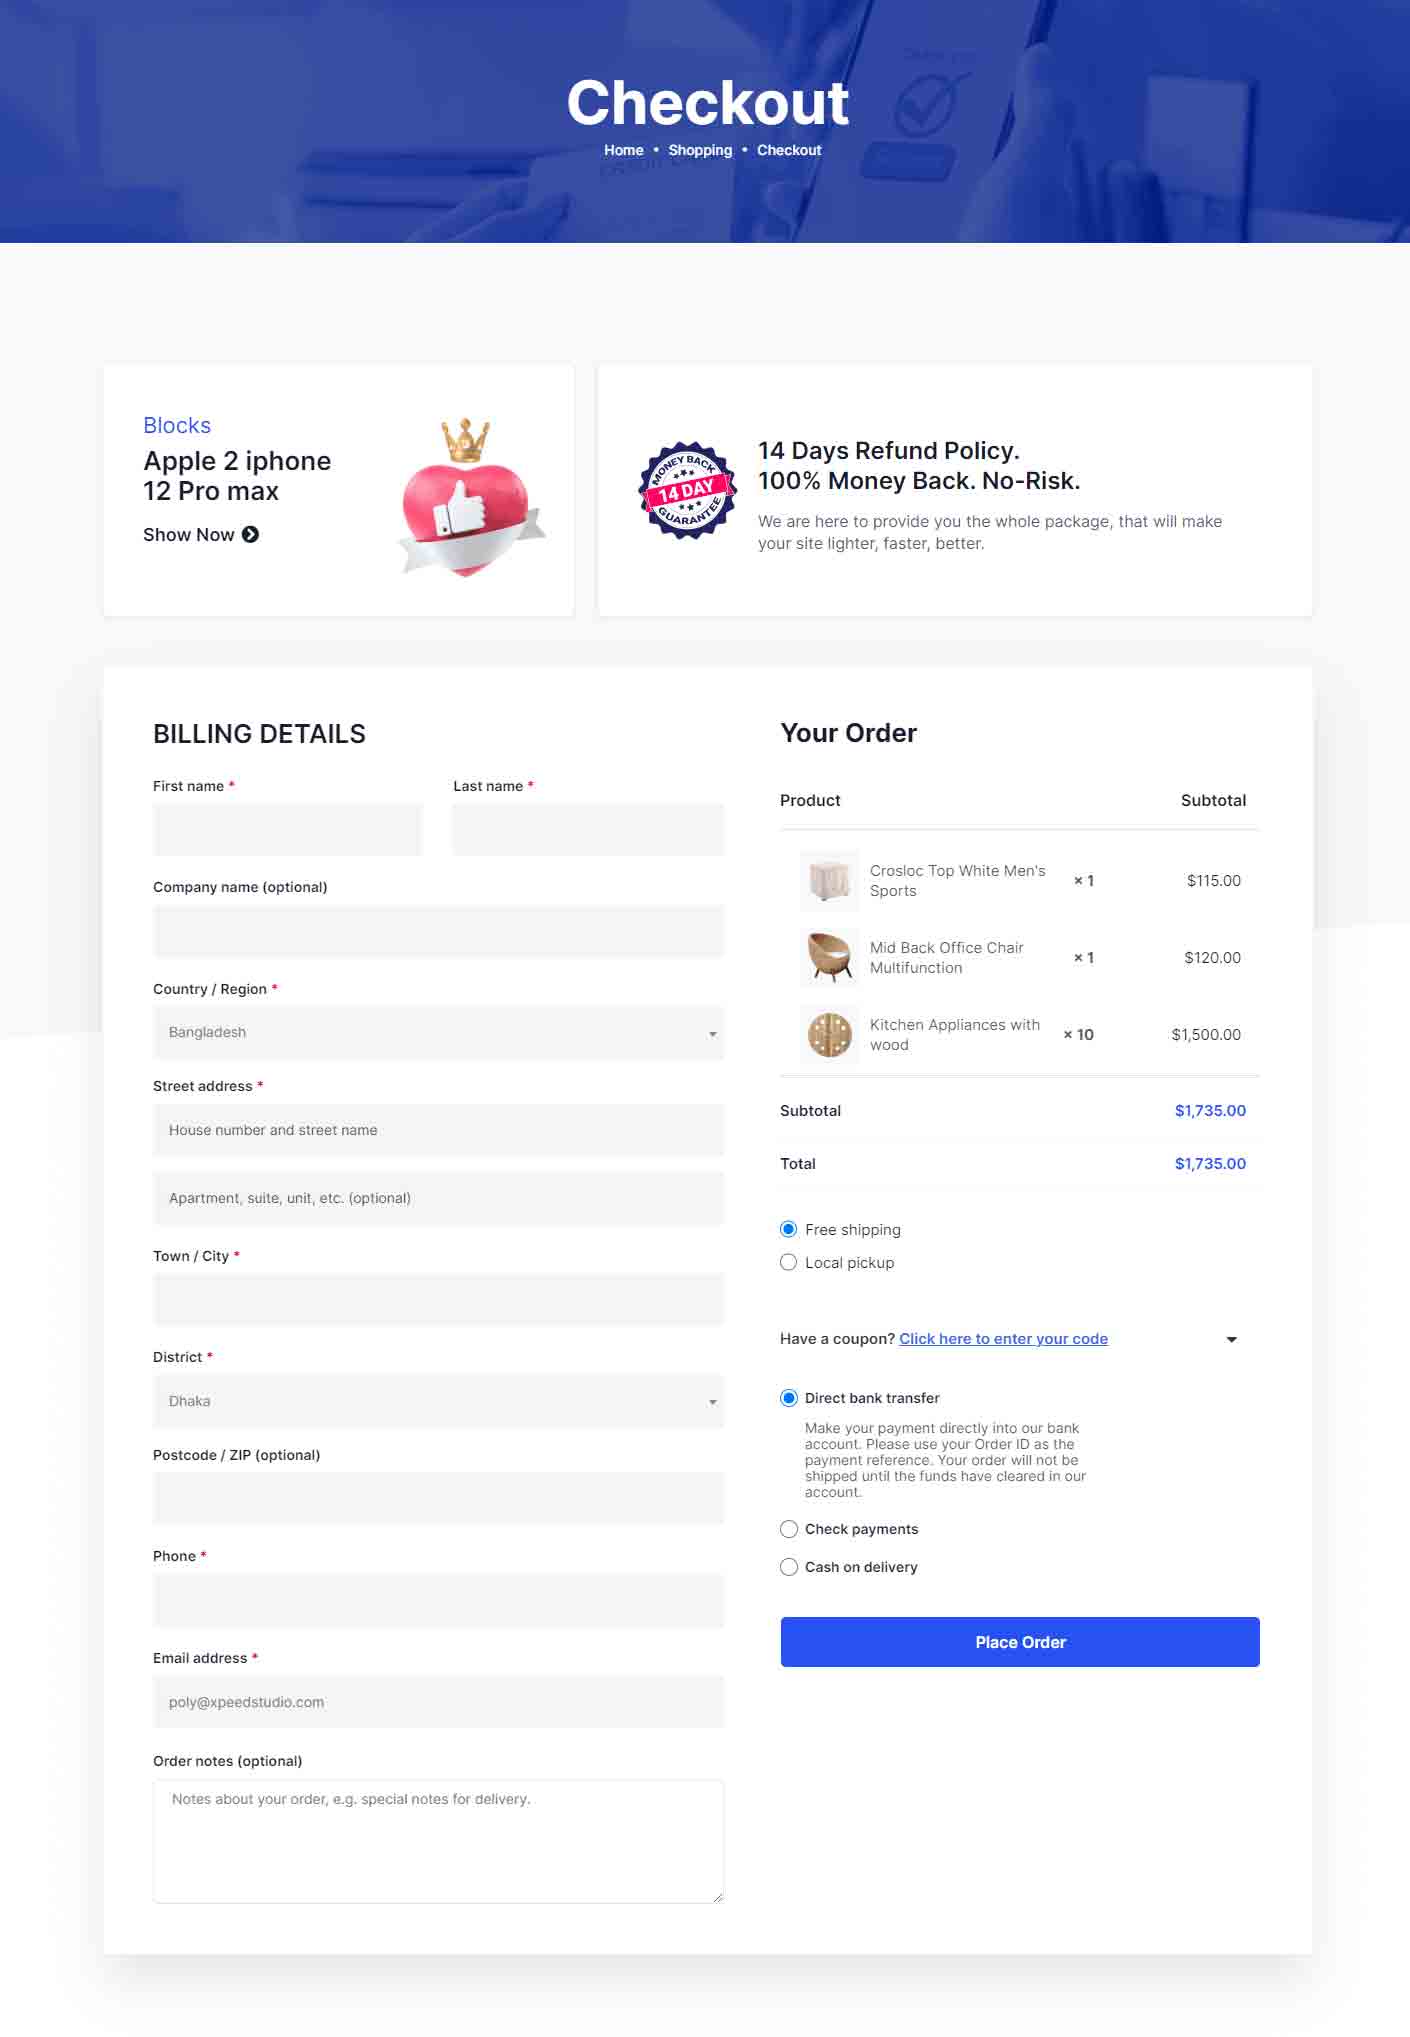 Checkout
Home • Shopping • Checkout
Blocks
Apple 2 iphone
12 Pro max
Show Now
MONEY BACK
14 DAY
GUARANTEE
14 Days Refund Policy.
100% Money Back. No-Risk.
We are here to provide you the whole package, that will make
your site lighter, faster, better.
BILLING DETAILS
First name *
Last name *
Company name (optional)
Country / Region *
Bangladesh
Street address *
House number and street name
Apartment, suite, unit, etc. (optional)
Town / City *
District *
Dhaka
Postcode / ZIP (optional)
Phone *
Email address *
poly@xpeedstudio.com
Order notes (optional)
Notes about your order, e.g. special notes for delivery.
Your Order
Product Subtotal
Crosloc Top White Men's
Sports
× 1 $115.00
Mid Back Office Chair
Multifunction
× 1 $120.00
Kitchen Appliances with
wood
× 10 $1,500.00
Subtotal $1,735.00
Total $1,735.00
Free shipping
Local pickup
Have a coupon? Click here to enter your code
Direct bank transfer
Make your payment directly into our bank
account. Please use your Order ID as the
payment reference. Your order will not be
shipped until the funds have cleared in our
account.
Check payments
Cash on delivery
Place Order